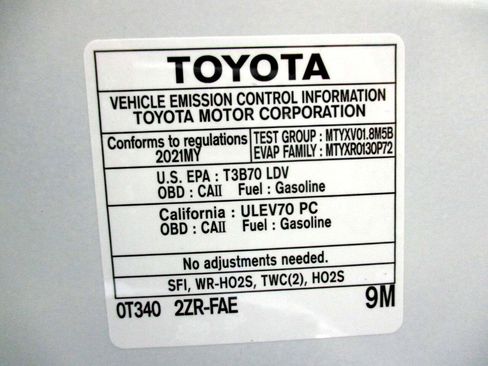 TOYOTA
VEHICLE EMISSION CONTROL INFORMATION
TOYOTA MOTOR CORPORATION
Conforms to regulations
2021MY
TEST GROUP : MTYXV01.8M5B
EVAP FAMILY : MTYXR0130P72
U.S. EPA : T3B70 LDV
OBD : CAII Fuel : Gasoline
California : ULEV70 PC
OBD : CAII Fuel : Gasoline
No adjustments needed.
SFI, WR-HO2S, TWC(2), HO2S
0T340 2ZR-FAE 9M